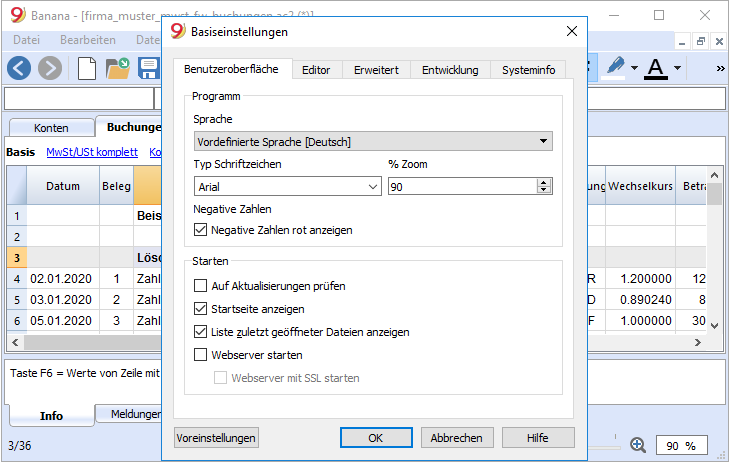 Banana - [firma_muster_mwst_fw_buchungen.ac2 (*)]
Datei Bearbeiten Date
A »
Konten Buchunge
Basis MwSt/USt komplett Ko
Datum Beleg ung Wechselkurs Betra
1 Beis
2
3 Lösc
4 02.01.2020 1 Zahl R 1.200000 12
5 03.01.2020 2 Zahl D 0.890240 8
6 05.01.2020 3 Zahl F 1.000000 30
Taste F6 = Werte von Zeile mit
Info Meldungen
3/36 90 %
Basiseinstellungen
Benutzeroberfläche Editor Erweitert Entwicklung Systeminfo
Programm
Sprache
Vordefinierte Sprache [Deutsch]
Typ Schriftzeichen % Zoom
Arial 90
Negative Zahlen
Negative Zahlen rot anzeigen
Starten
Auf Aktualisierungen prüfen
Startseite anzeigen
Liste zuletzt geöffneter Dateien anzeigen
Webserver starten
Webserver mit SSL starten
Voreinstellungen OK Abbrechen Hilfe